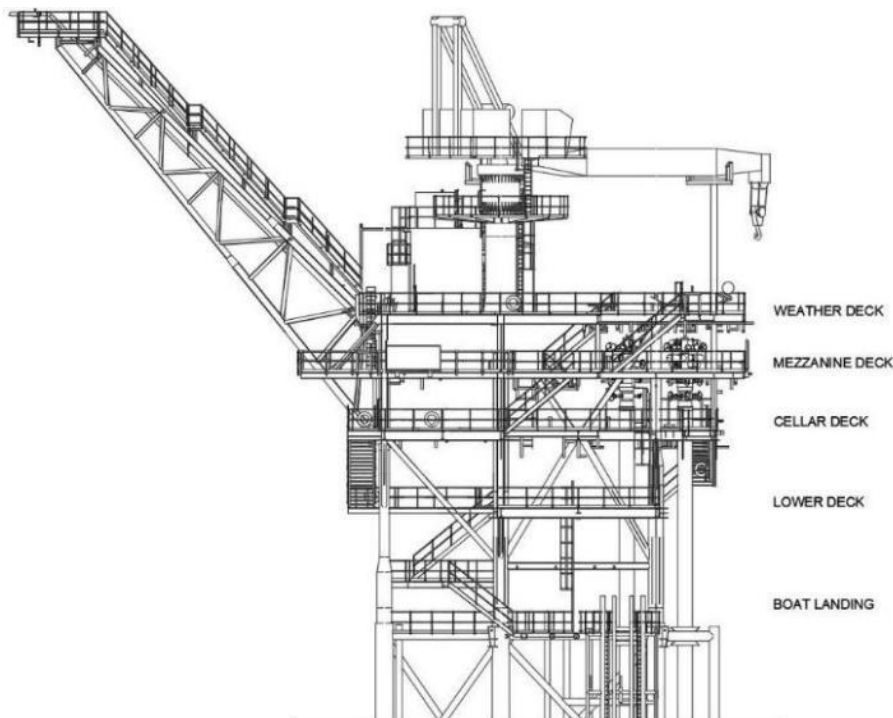 WEATHER DECK
MEZZANINE DECK
CELLAR DECK
LOWER DECK
BOAT LANDING